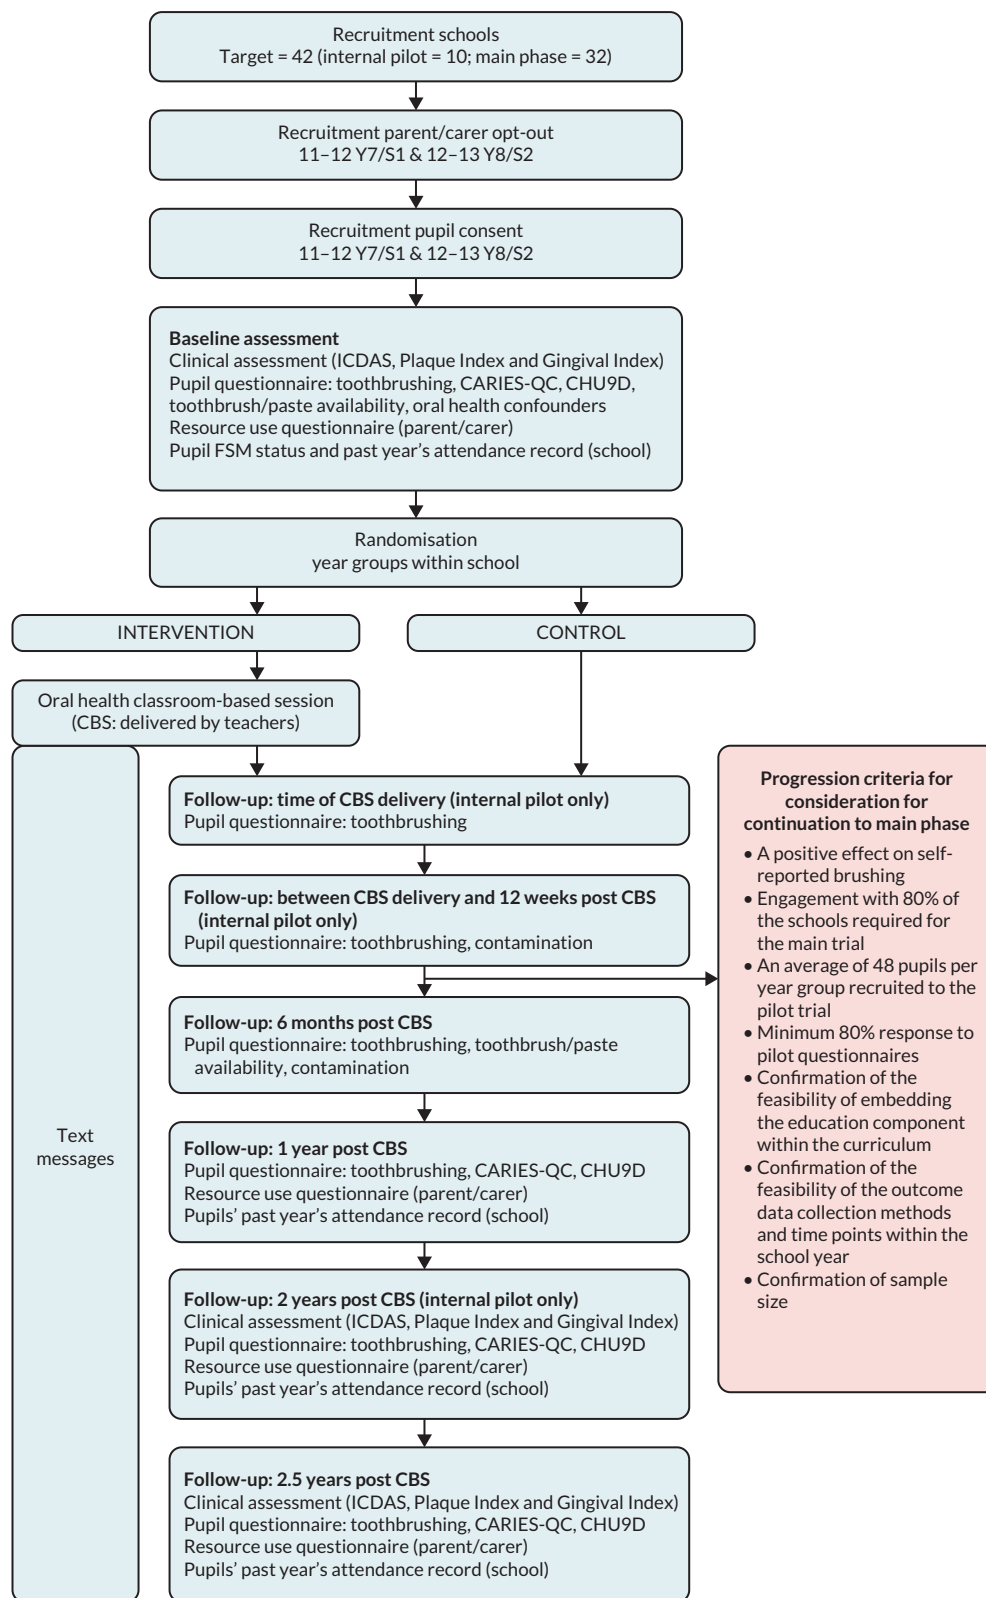 Recruitment schools
Target = 42 (internal pilot = 10; main phase = 32)
Recruitment parent/carer opt-out
11–12 Y7/S1 & 12–13 Y8/S2
Recruitment pupil consent
11–12 Y7/S1 & 12–13 Y8/S2
Baseline assessment
Clinical assessment (ICDAS, Plaque Index and Gingival Index)
Pupil questionnaire: toothbrushing, CARIES-QC, CHU9D,
toothbrush/paste availability, oral health confounders
Resource use questionnaire (parent/carer)
Pupil FSM status and past year's attendance record (school)
Randomisation
year groups within school
INTERVENTION
CONTROL
Oral health classroom-based session
(CBS: delivered by teachers)
Text
messages
Follow-up: time of CBS delivery (internal pilot only)
Pupil questionnaire: toothbrushing
Follow-up: between CBS delivery and 12 weeks post CBS
(internal pilot only)
Pupil questionnaire: toothbrushing, contamination
Follow-up: 6 months post CBS
Pupil questionnaire: toothbrushing, toothbrush/paste
availability, contamination
Follow-up: 1 year post CBS
Pupil questionnaire: toothbrushing, CARIES-QC, CHU9D
Resource use questionnaire (parent/carer)
Pupils' past year's attendance record (school)
Follow-up: 2 years post CBS (internal pilot only)
Clinical assessment (ICDAS, Plaque Index and Gingival Index)
Pupil questionnaire: toothbrushing, CARIES-QC, CHU9D
Resource use questionnaire (parent/carer)
Pupils' past year's attendance record (school)
Follow-up: 2.5 years post CBS
Clinical assessment (ICDAS, Plaque Index and Gingival Index)
Pupil questionnaire: toothbrushing, CARIES-QC, CHU9D
Resource use questionnaire (parent/carer)
Pupils' past year's attendance record (school)
Progression criteria for
consideration for
continuation to main phase
• A positive effect on self-
reported brushing
• Engagement with 80% of
the schools required for
the main trial
• An average of 48 pupils per
year group recruited to the
pilot trial
• Minimum 80% response to
pilot questionnaires
• Confirmation of the
feasibility of embedding
the education component
within the curriculum
• Confirmation of the
feasibility of the outcome
data collection methods
and time points within the
school year
• Confirmation of sample
size